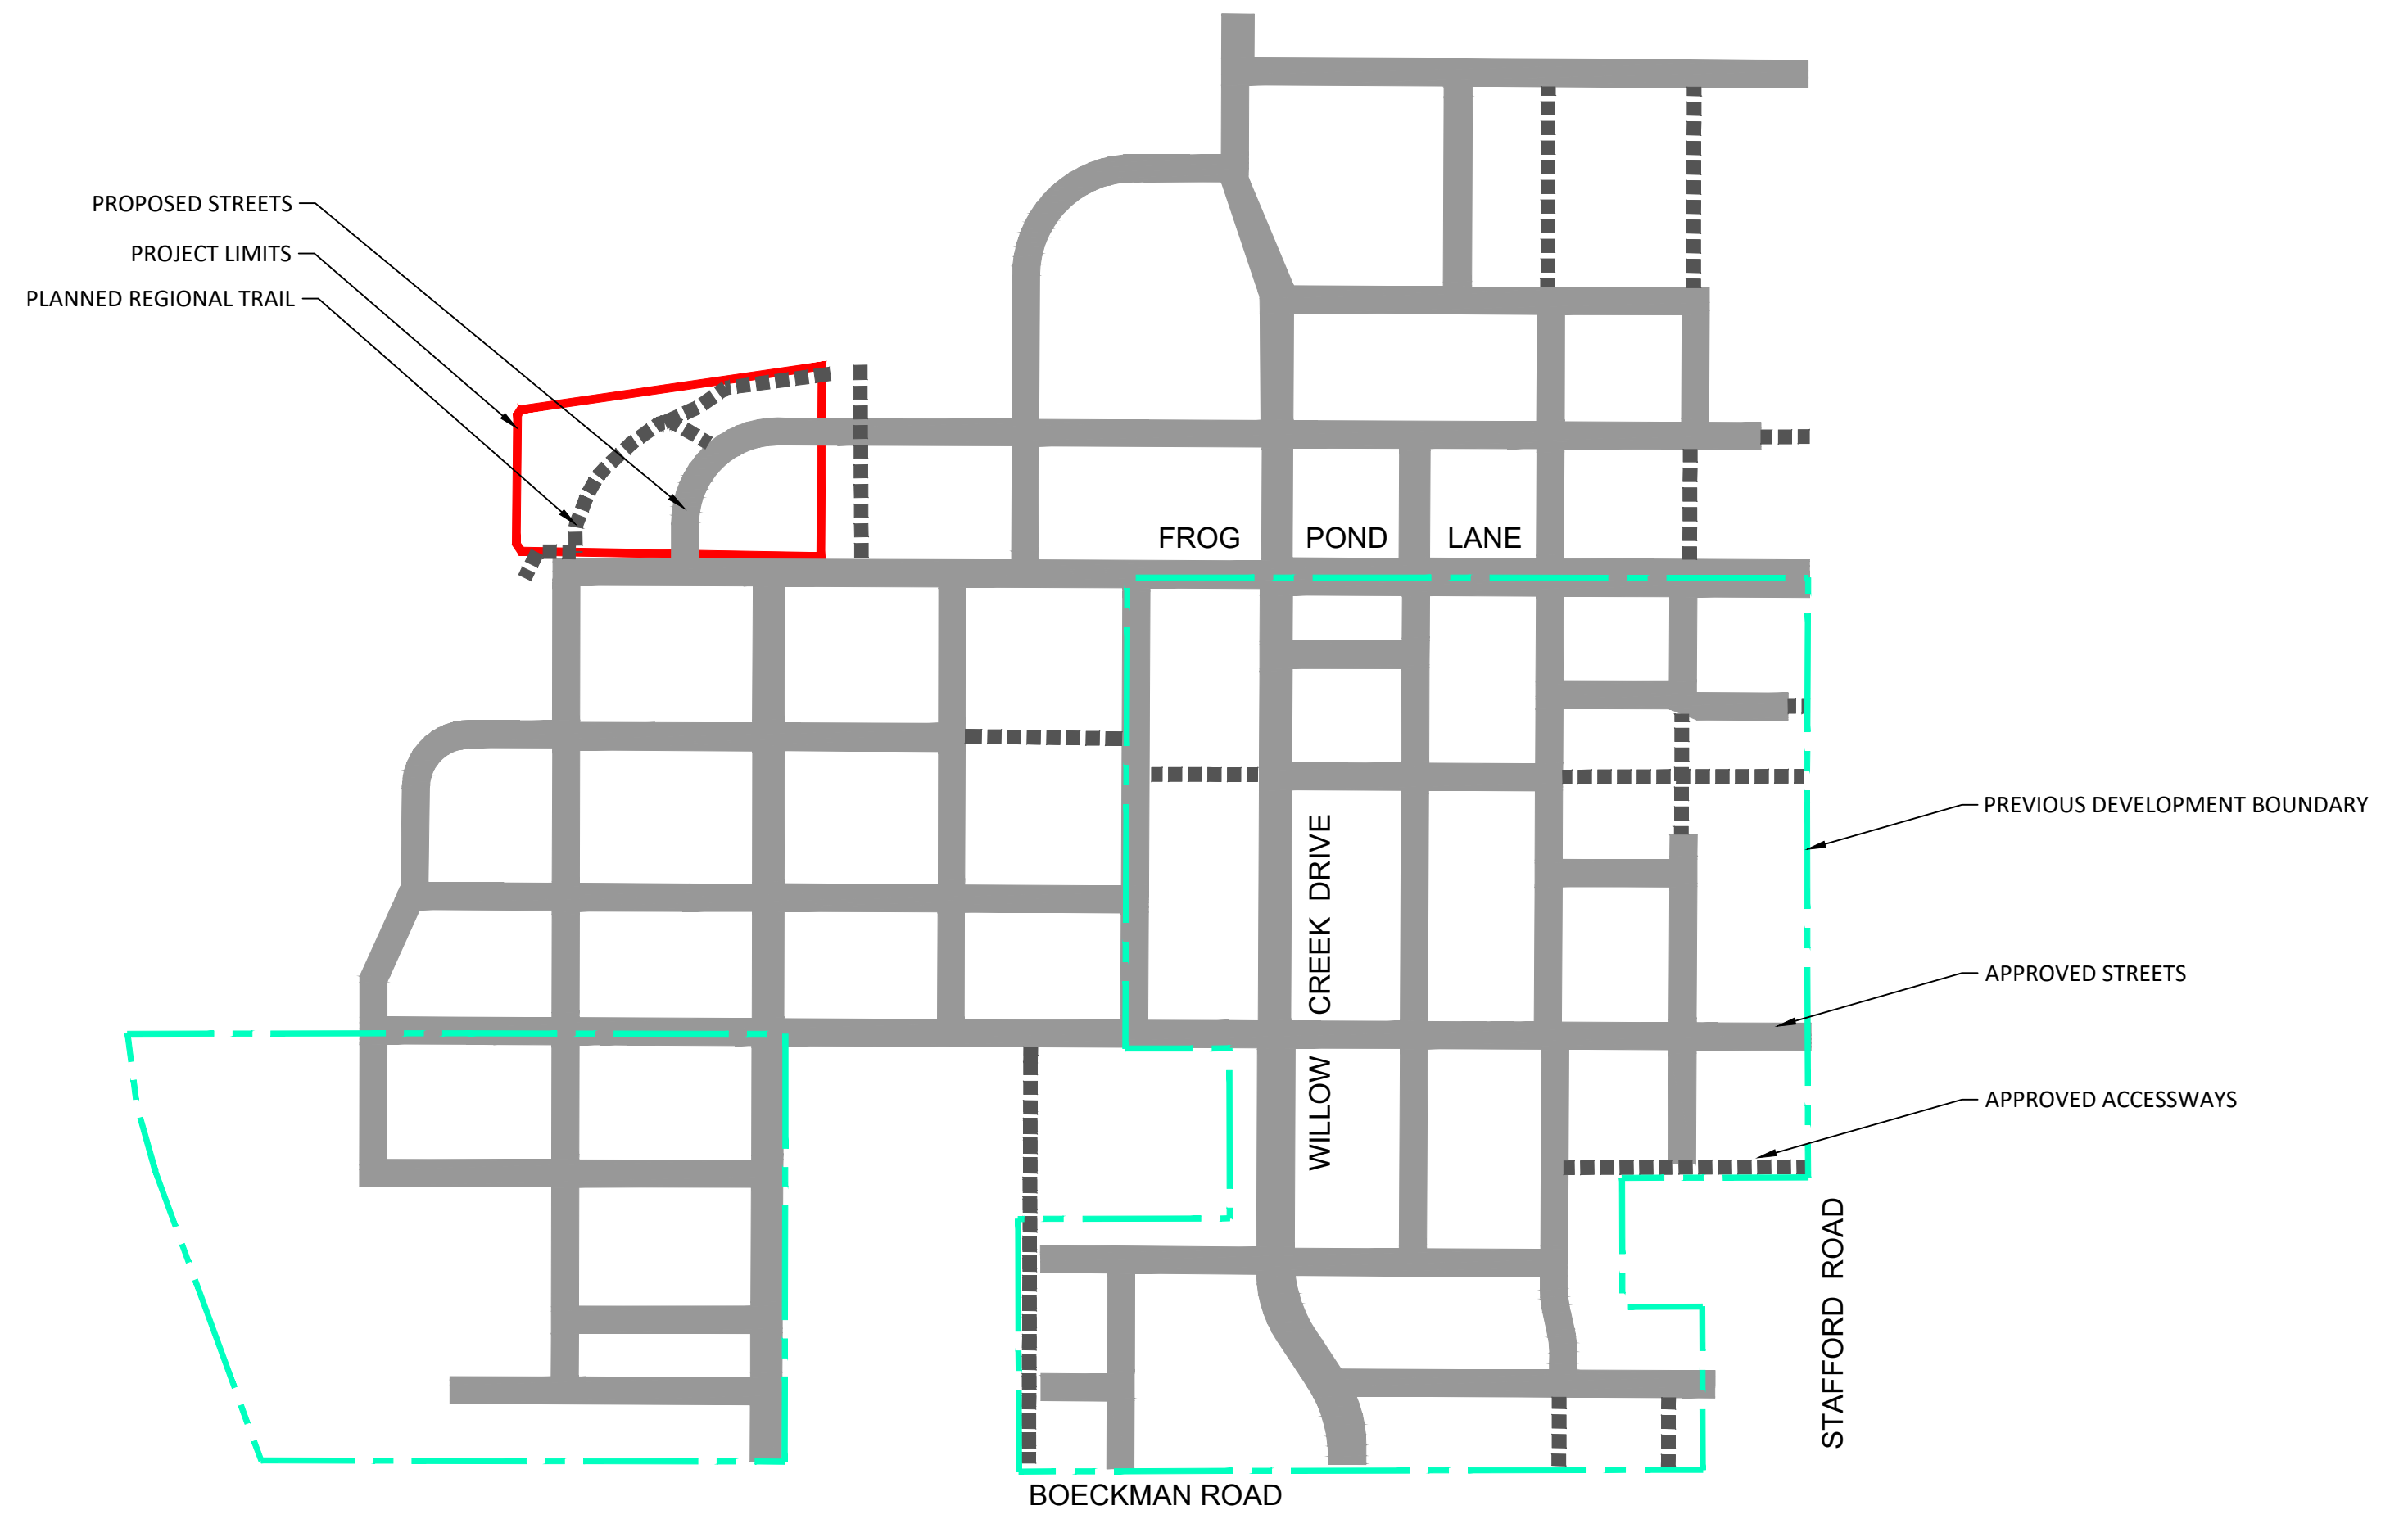 PROPOSED STREETS
PROJECT LIMITS
PLANNED REGIONAL TRAIL
FROG POND LANE
WILLOW CREEK DRIVE
PREVIOUS DEVELOPMENT BOUNDARY
APPROVED STREETS
APPROVED ACCESSWAYS
STAFFORD ROAD
BOECKMAN ROAD